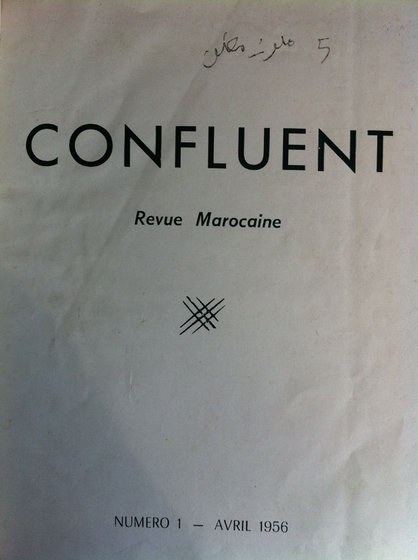 5
CONFLUENT
Revue Marocaine
NUMERO 1 — AVRIL 1956